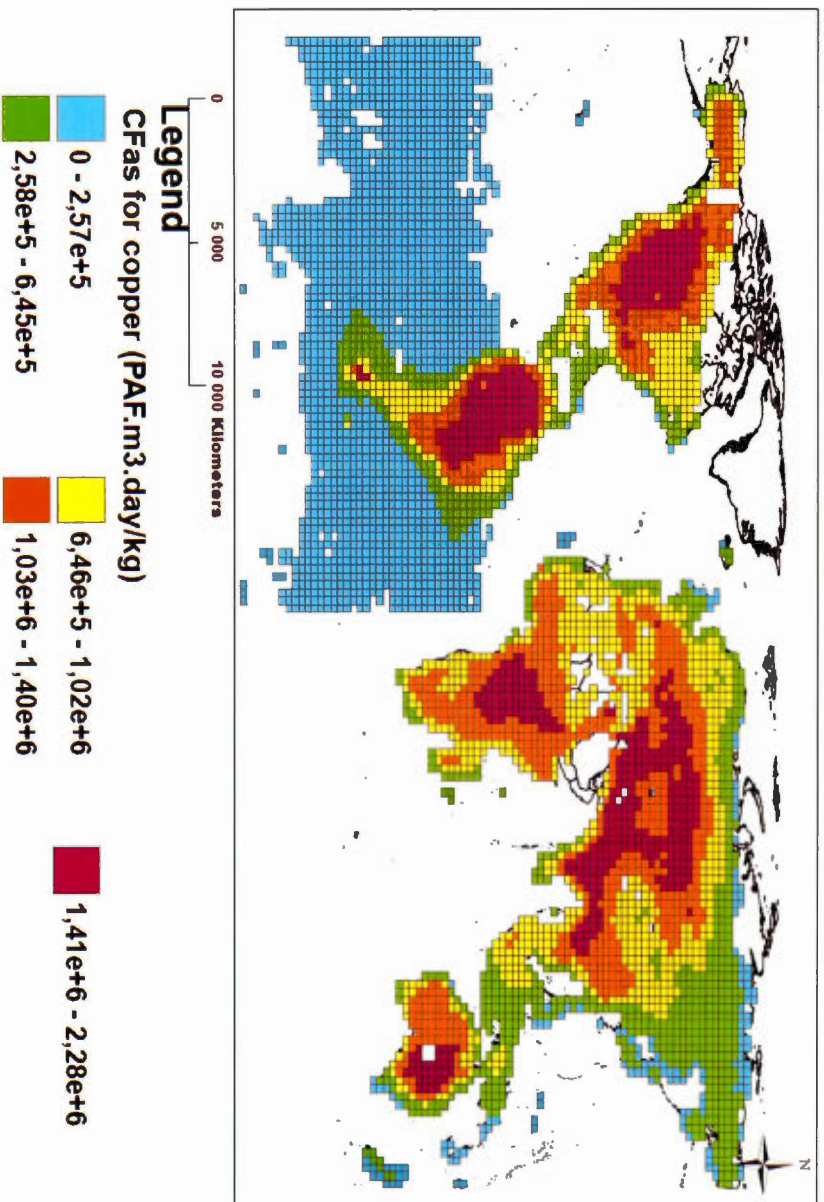 N
0 5 000 10 000 Kilometers
Legend
CFas for copper (PAF.m3.day/kg)
0 - 2,57e+5
2,58e+5 - 6,45e+5
6,46e+5 - 1,02e+6
1,03e+6 - 1,40e+6
1,41e+6 - 2,28e+6